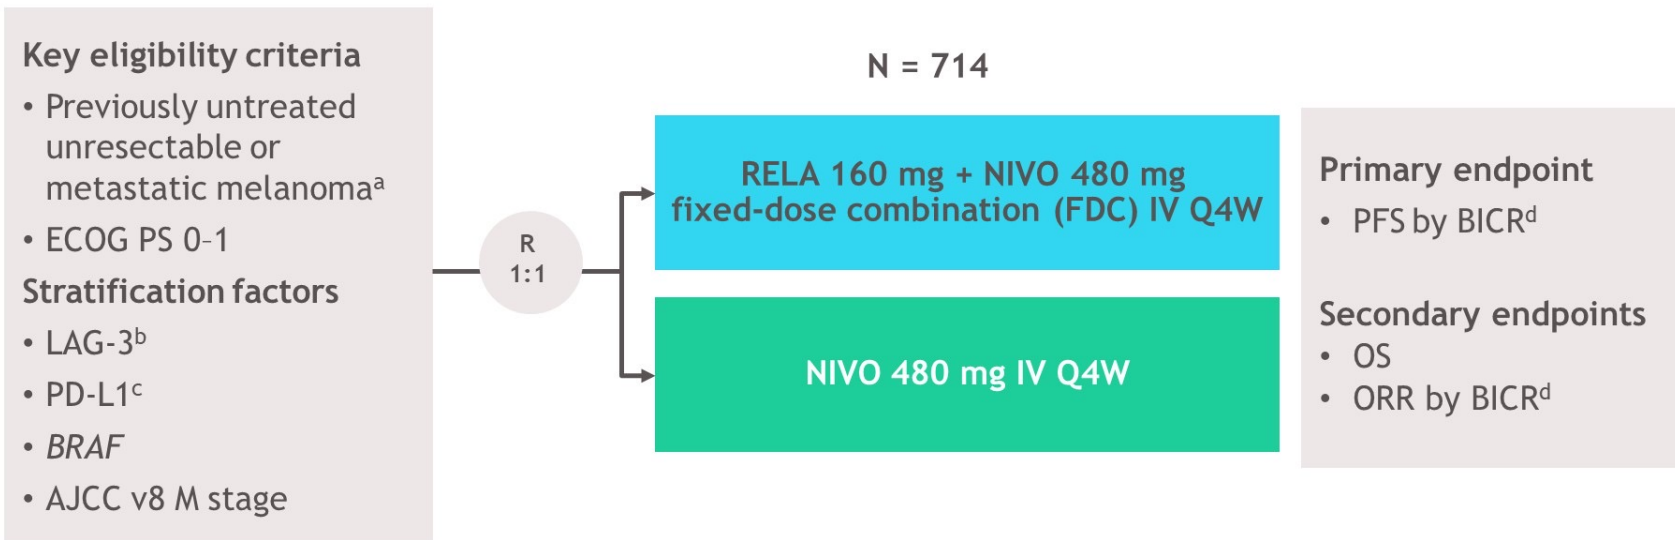 Key eligibility criteria
• Previously untreated
unresectable or
metastatic melanomaᵃ
• ECOG PS 0–1
Stratification factors
• LAG-3ᵇ
• PD-L1ᶜ
• BRAF
• AJCC v8 M stage
R
1:1
N = 714
RELA 160 mg + NIVO 480 mg
fixed-dose combination (FDC) IV Q4W
NIVO 480 mg IV Q4W
Primary endpoint
• PFS by BICRᵈ
Secondary endpoints
• OS
• ORR by BICRᵈ